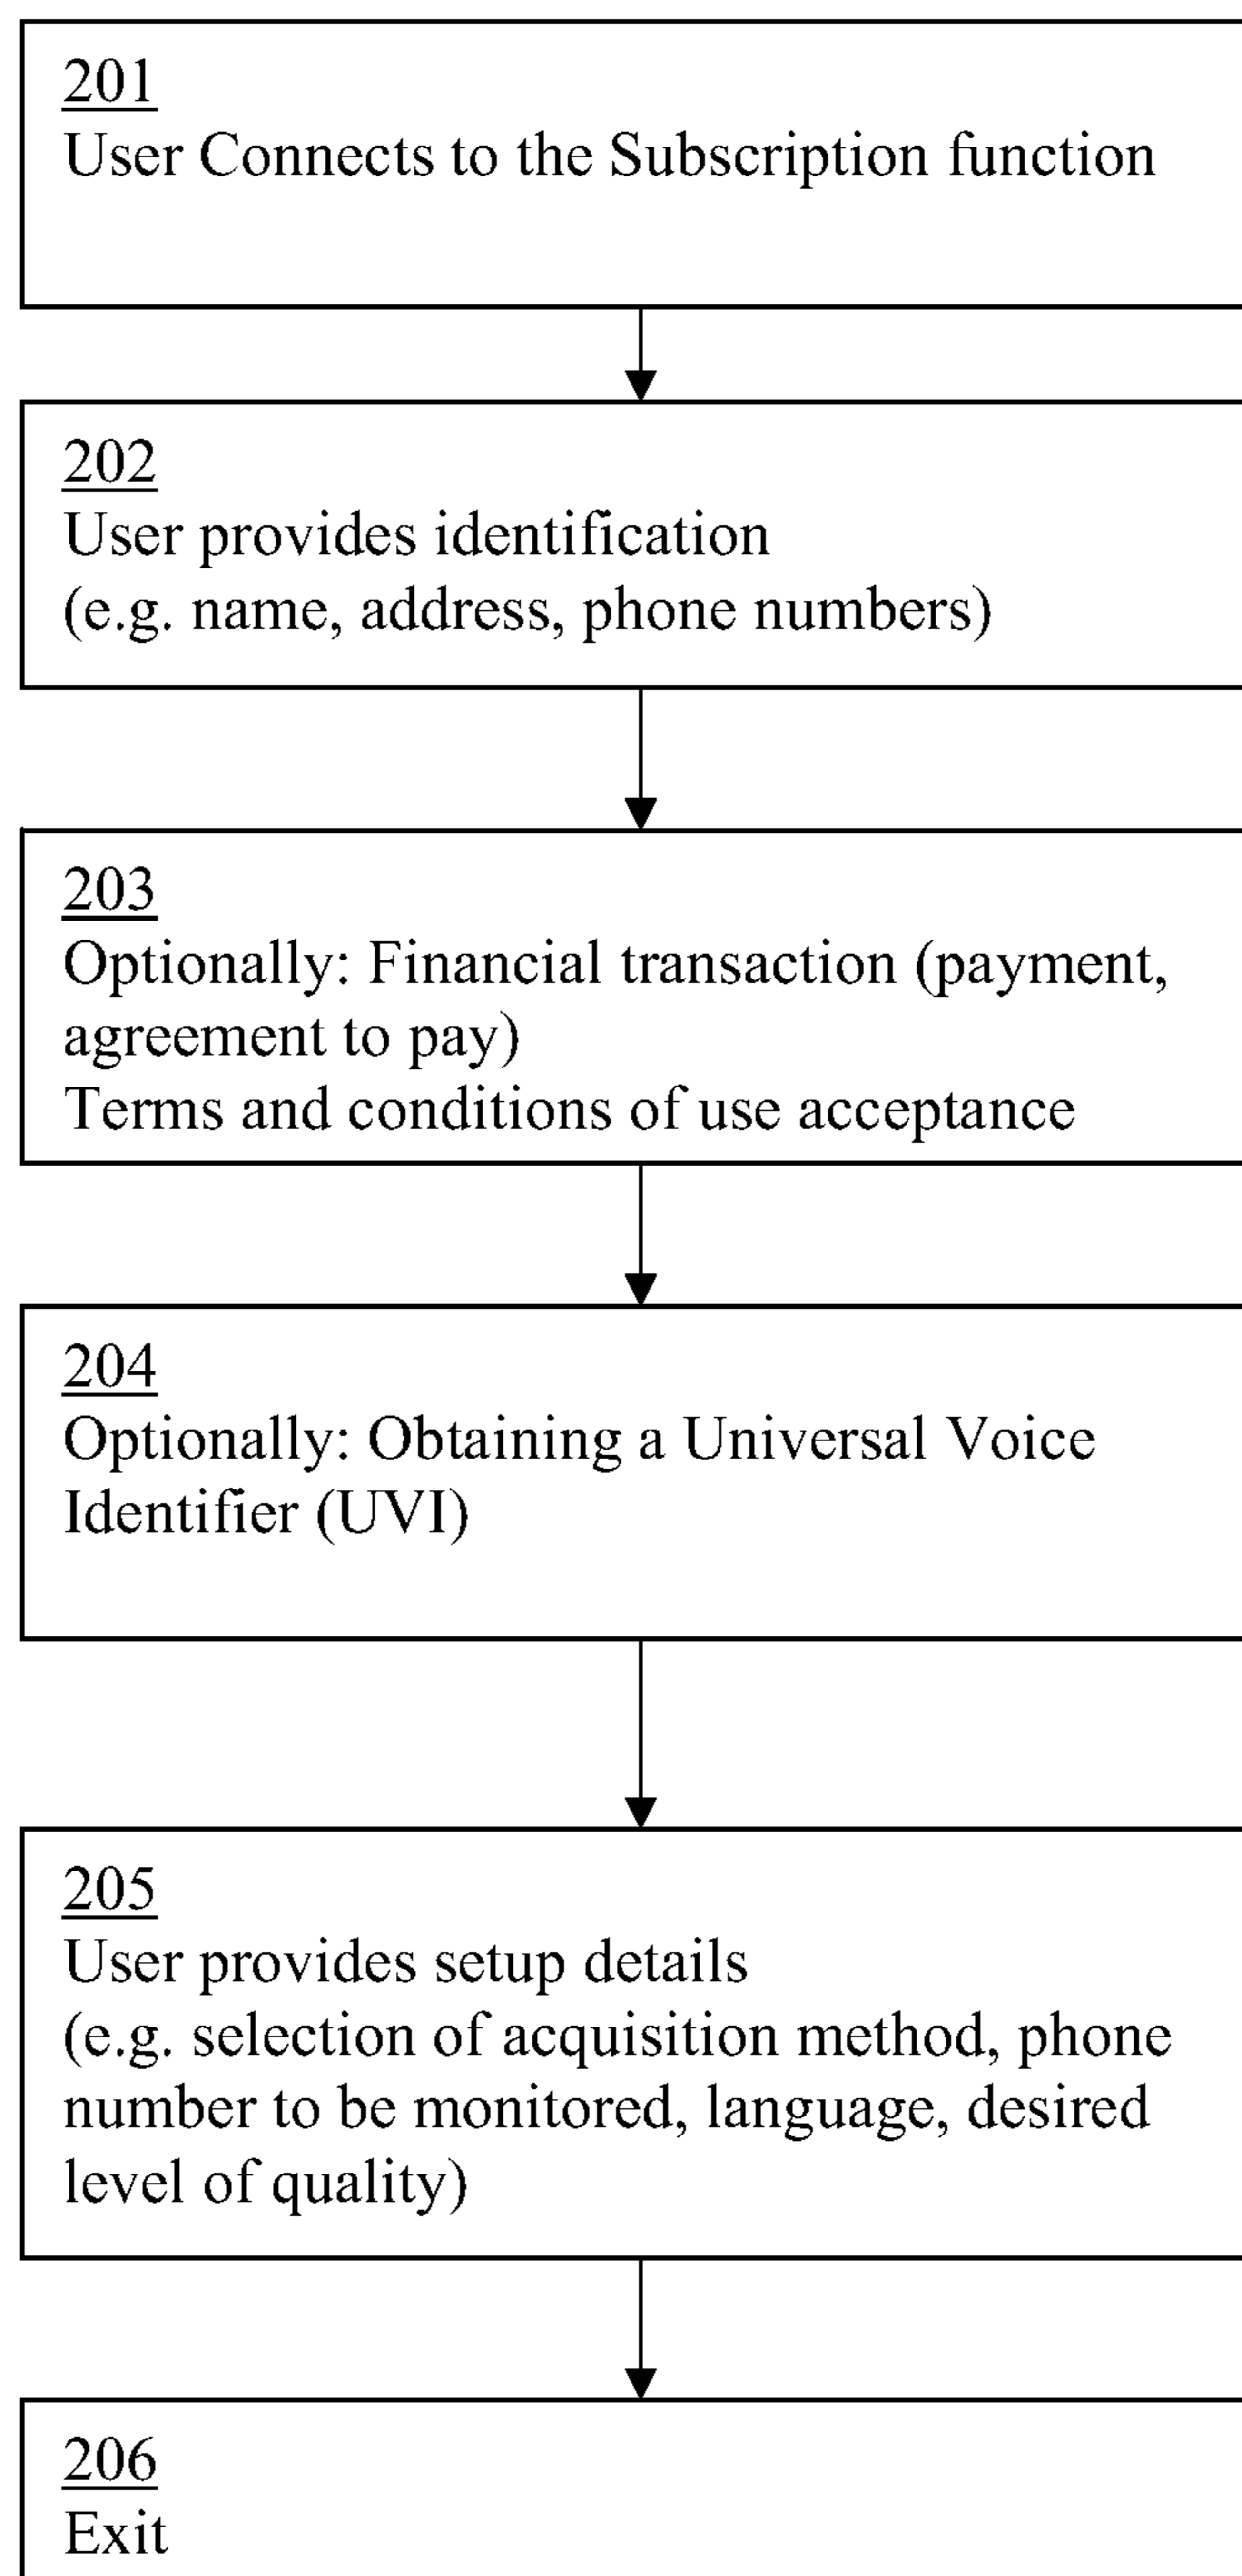 201
User Connects to the Subscription function
202
User provides identification
(e.g. name, address, phone numbers)
203
Optionally: Financial transaction (payment,
agreement to pay)
Terms and conditions of use acceptance
204
Optionally: Obtaining a Universal Voice
Identifier (UVI)
205
User provides setup details
(e.g. selection of acquisition method, phone
number to be monitored, language, desired
level of quality)
206
Exit